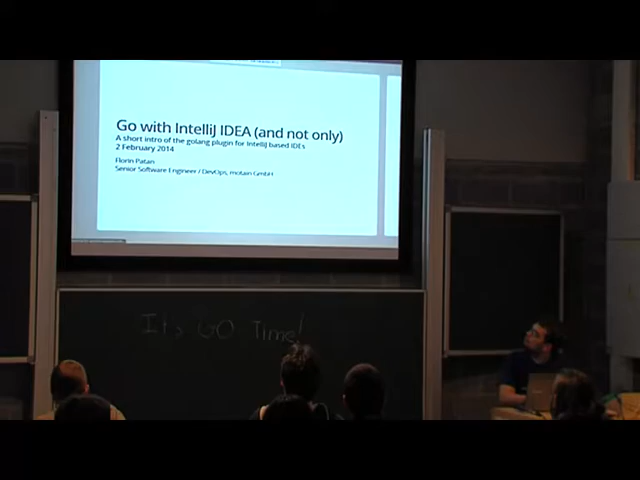 Go with IntelliJ IDEA (and not only)
A short intro of the golang plugin for IntelliJ based IDEs
2 February 2014
Florin Patan
Senior Software Engineer / DevOps, motain GmbH
It's GO Time!